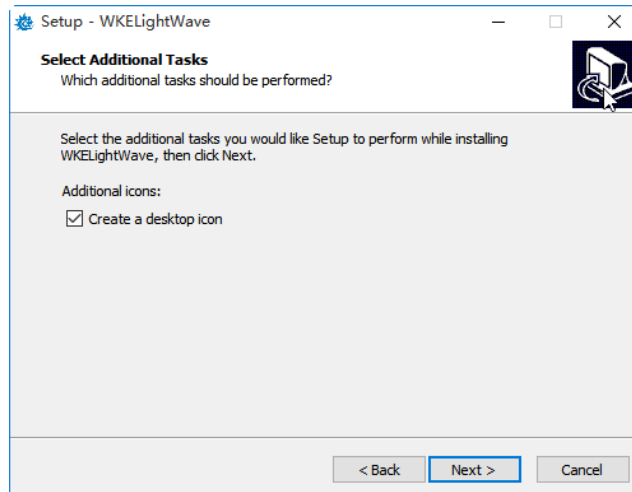 Setup - WKELightWave
Select Additional Tasks
Which additional tasks should be performed?
Select the additional tasks you would like Setup to perform while installing
WKELightWave, then click Next.
Additional icons:
Create a desktop icon
< Back
Next >
Cancel